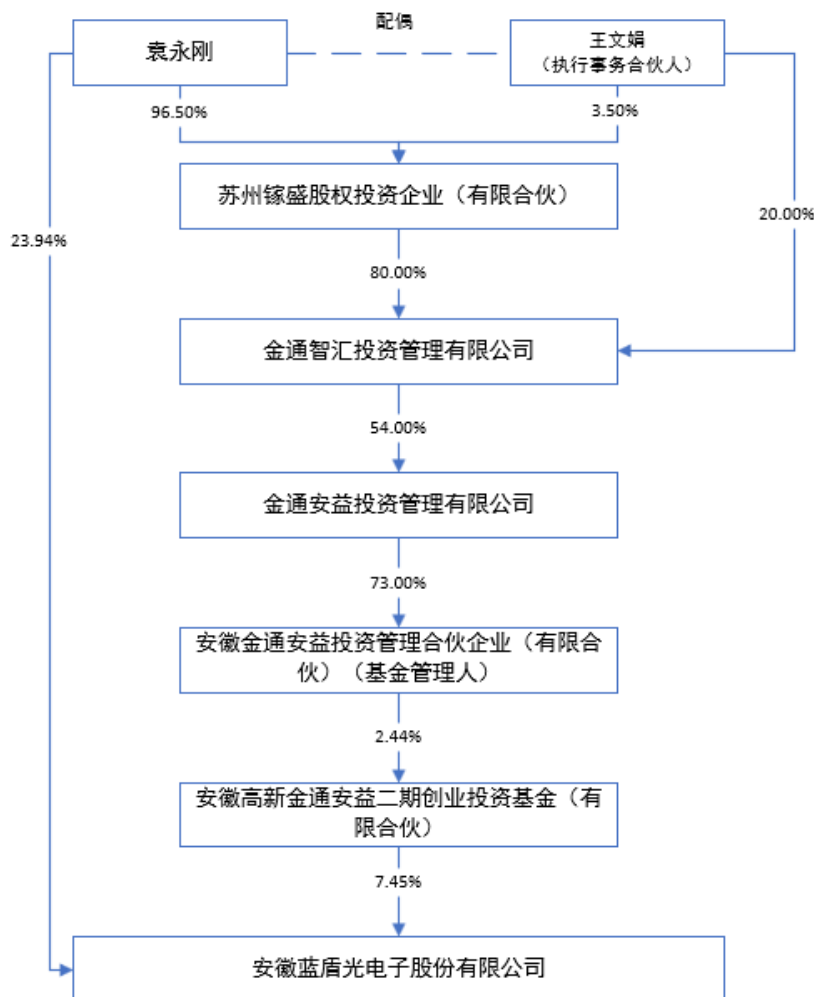 配偶
袁永刚
王文娟
（执行事务合伙人）
96.50%
3.50%
苏州镓盛股权投资企业（有限合伙）
20.00%
23.94%
80.00%
金通智汇投资管理有限公司
54.00%
金通安益投资管理有限公司
73.00%
安徽金通安益投资管理合伙企业（有限合
伙）（基金管理人）
2.44%
安徽高新金通安益二期创业投资基金（有
限合伙）
7.45%
安徽蓝盾光电子股份有限公司